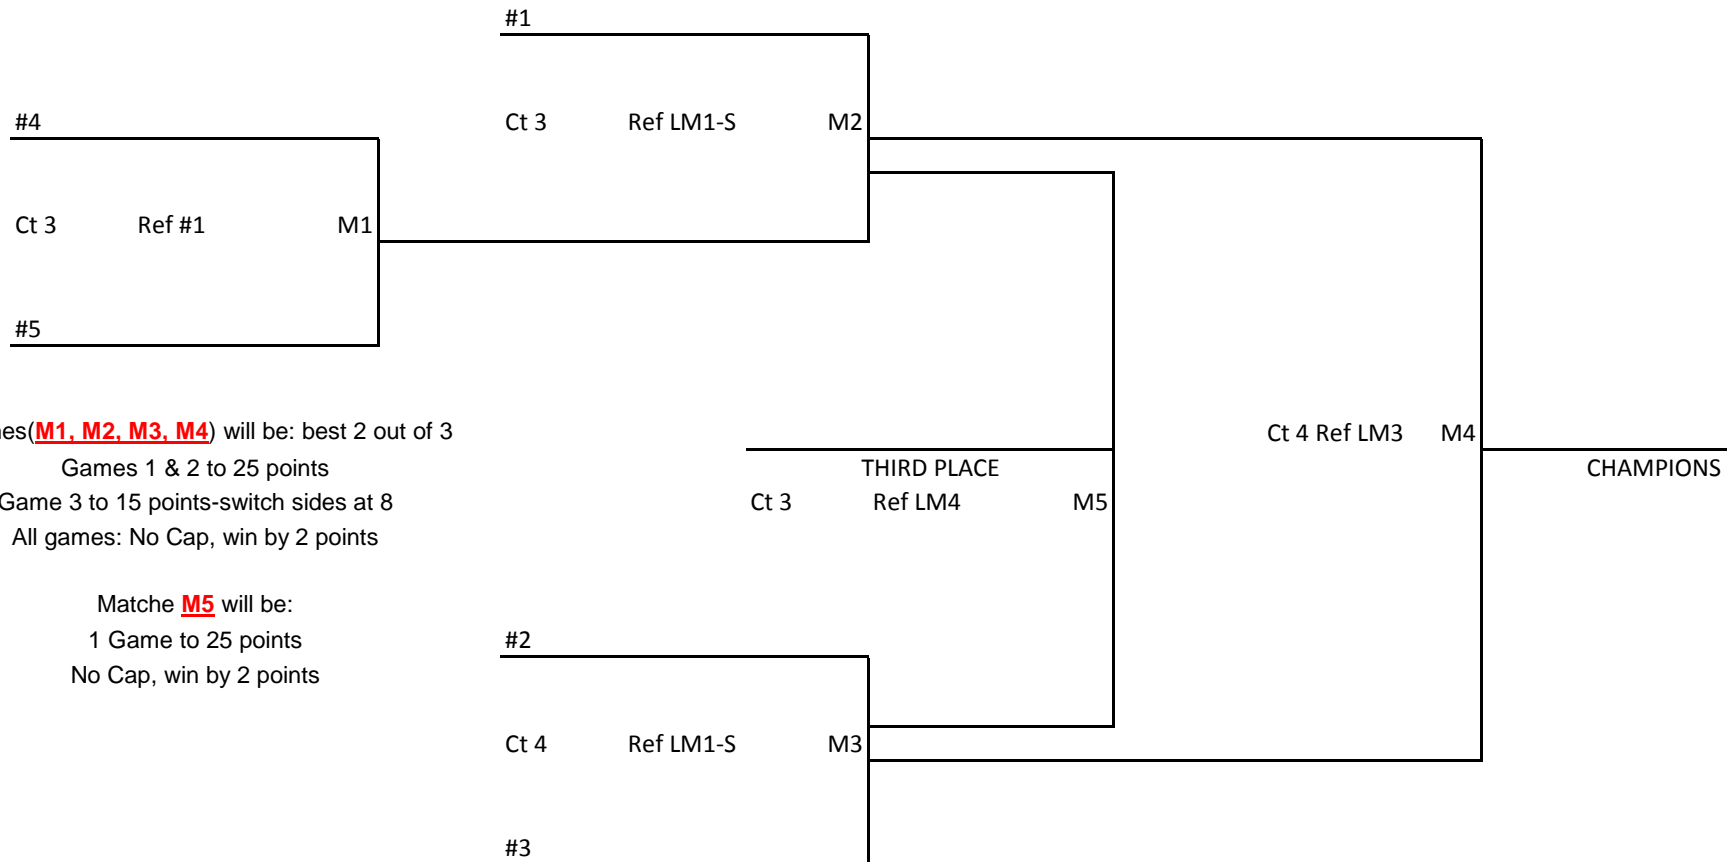 #1
#4
Ct 3 Ref LM1-S M2
Ct 3 Ref #1 M1
#5
nes(M1, M2, M3, M4) will be: best 2 out of 3
Games 1 & 2 to 25 points
Game 3 to 15 points-switch sides at 8
All games: No Cap, win by 2 points
Ct 4 Ref LM3 M4
THIRD PLACE
CHAMPIONS
Ct 3 Ref LM4 M5
Matche M5 will be:
1 Game to 25 points
No Cap, win by 2 points
#2
Ct 4 Ref LM1-S M3
#3